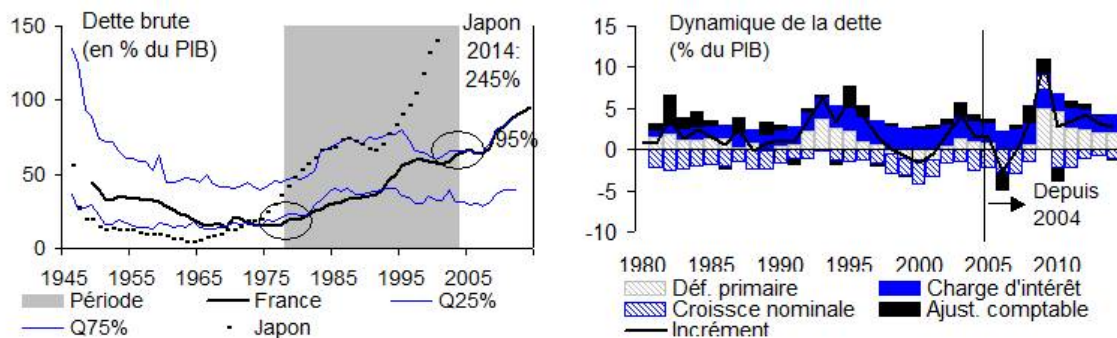 Dette brute
(en % du PIB)
Japon
2014:
245%
95%
150
100
50
0
1945 1955 1965 1975 1985 1995 2005
Période France Q25%
Q75% Japon
Dynamique de la dette
(% du PIB)
15
10
5
0
-5
-10
Depuis
2004
1980 1985 1990 1995 2000 2005 2010
Déf. primaire Charge d'intérêt
Croissce nominale Ajust. comptable
Incrément